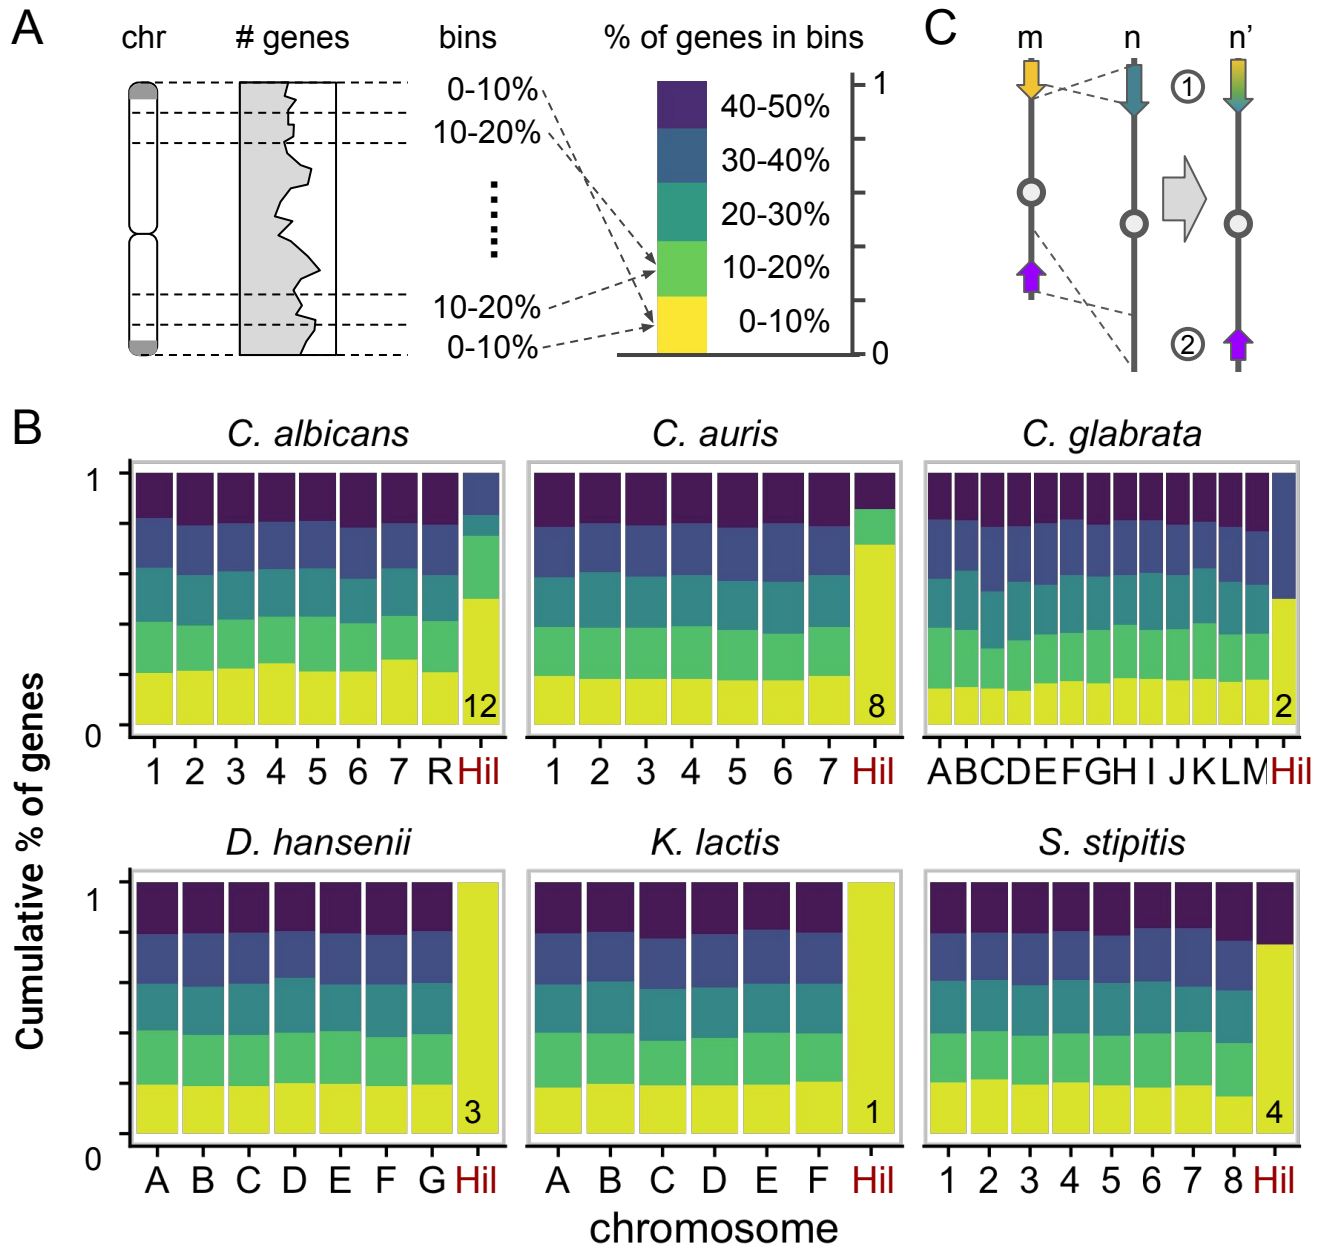 A
chr
# genes
bins
% of genes in bins
0-10%
10-20%
10-20%
0-10%
40-50%
30-40%
20-30%
10-20%
0-10%
1
0
C
m
n
n’
1
2
B
Cumulative % of genes
C. albicans
1
0
12
1 2 3 4 5 6 7 R Hil
C. auris
8
1 2 3 4 5 6 7 Hil
C. glabrata
2
A B C D E F G H I J K L M Hil
D. hansenii
1
0
3
A B C D E F G Hil
K. lactis
1
A B C D E F Hil
S. stipitis
4
1 2 3 4 5 6 7 8 Hil
chromosome